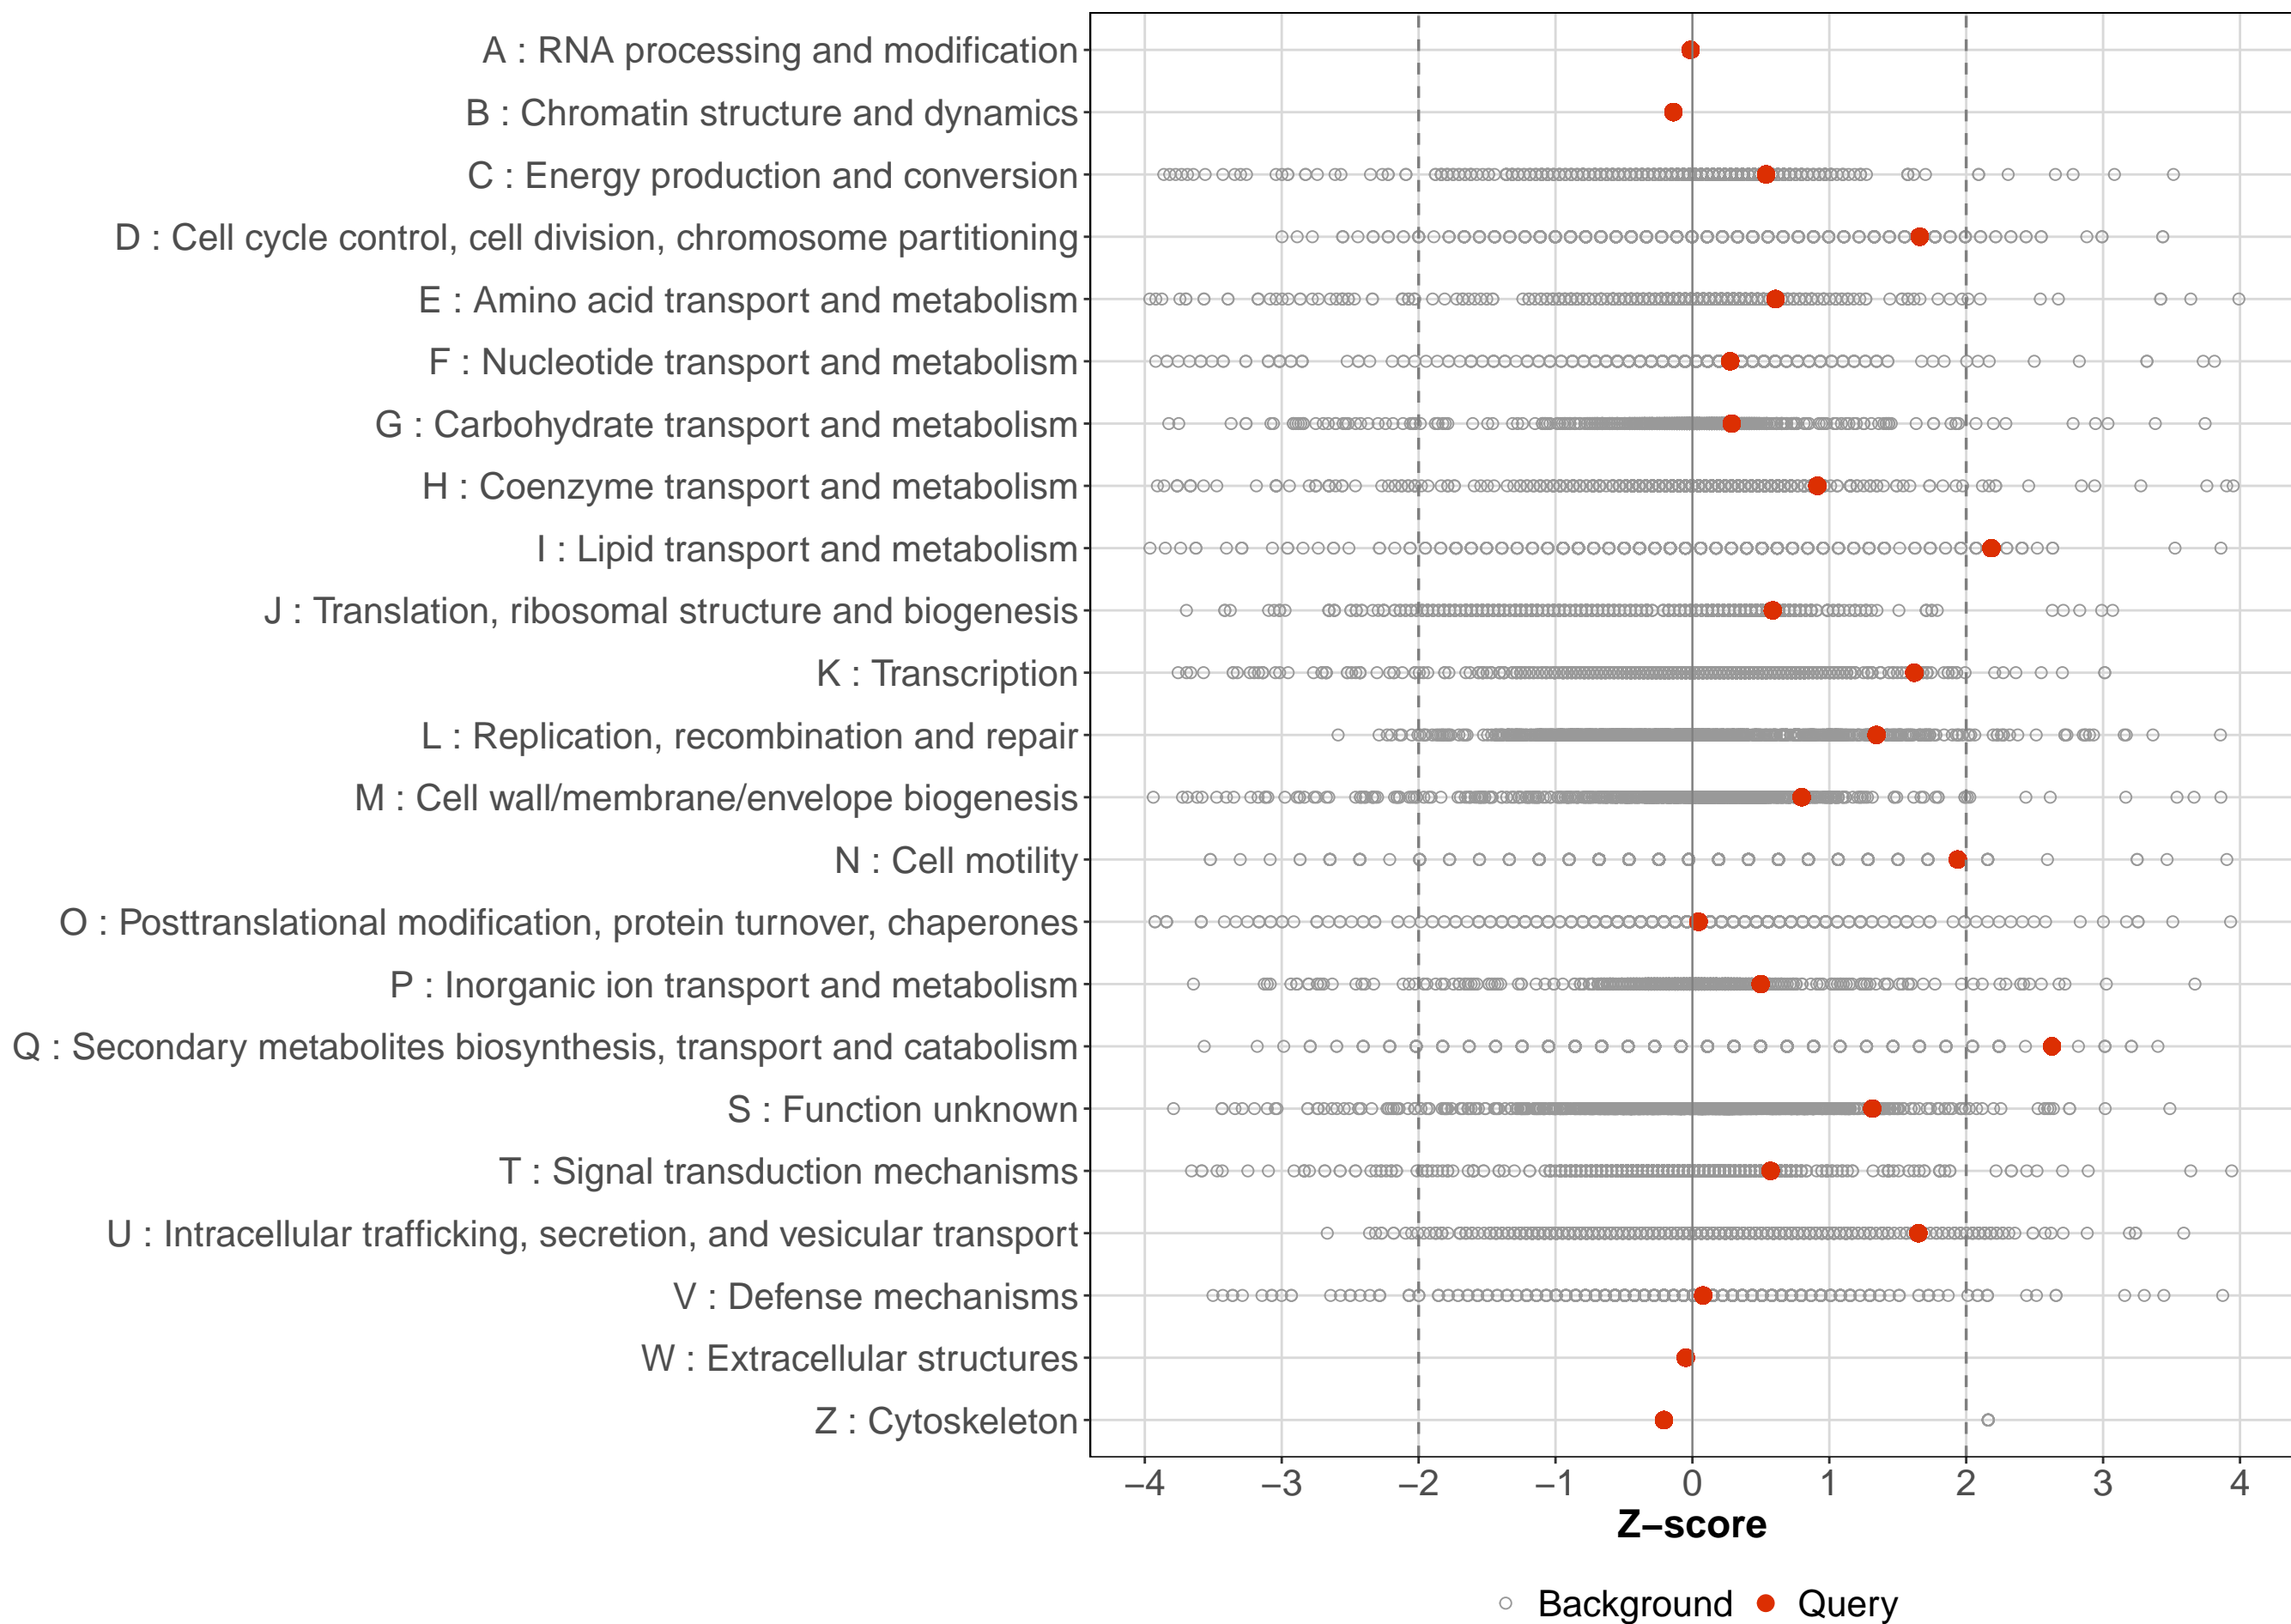 A : RNA processing and modification
B : Chromatin structure and dynamics
C : Energy production and conversion
D : Cell cycle control, cell division, chromosome partitioning
E : Amino acid transport and metabolism
F : Nucleotide transport and metabolism
G : Carbohydrate transport and metabolism
H : Coenzyme transport and metabolism
I : Lipid transport and metabolism
J : Translation, ribosomal structure and biogenesis
K : Transcription
L : Replication, recombination and repair
M : Cell wall/membrane/envelope biogenesis
N : Cell motility
O : Posttranslational modification, protein turnover, chaperones
P : Inorganic ion transport and metabolism
Q : Secondary metabolites biosynthesis, transport and catabolism
S : Function unknown
T : Signal transduction mechanisms
U : Intracellular trafficking, secretion, and vesicular transport
V : Defense mechanisms
W : Extracellular structures
Z : Cytoskeleton
−4 −3 −2 −1 0 1 2 3 4
Z−score
Background Query